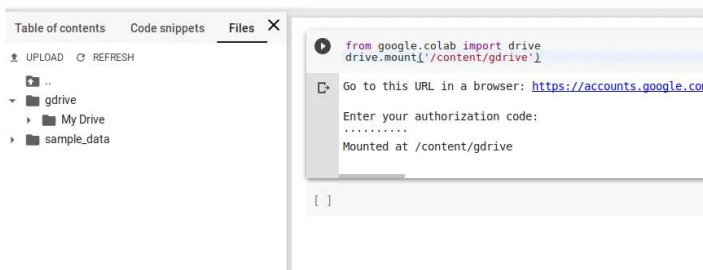 Table of contents Code snippets Files X
UPLOAD REFRESH
..
gdrive
My Drive
sample_data
from google.colab import drive
drive.mount('/content/gdrive')
Go to this URL in a browser: https://accounts.google.com
Enter your authorization code:
··········
Mounted at /content/gdrive
[ ]